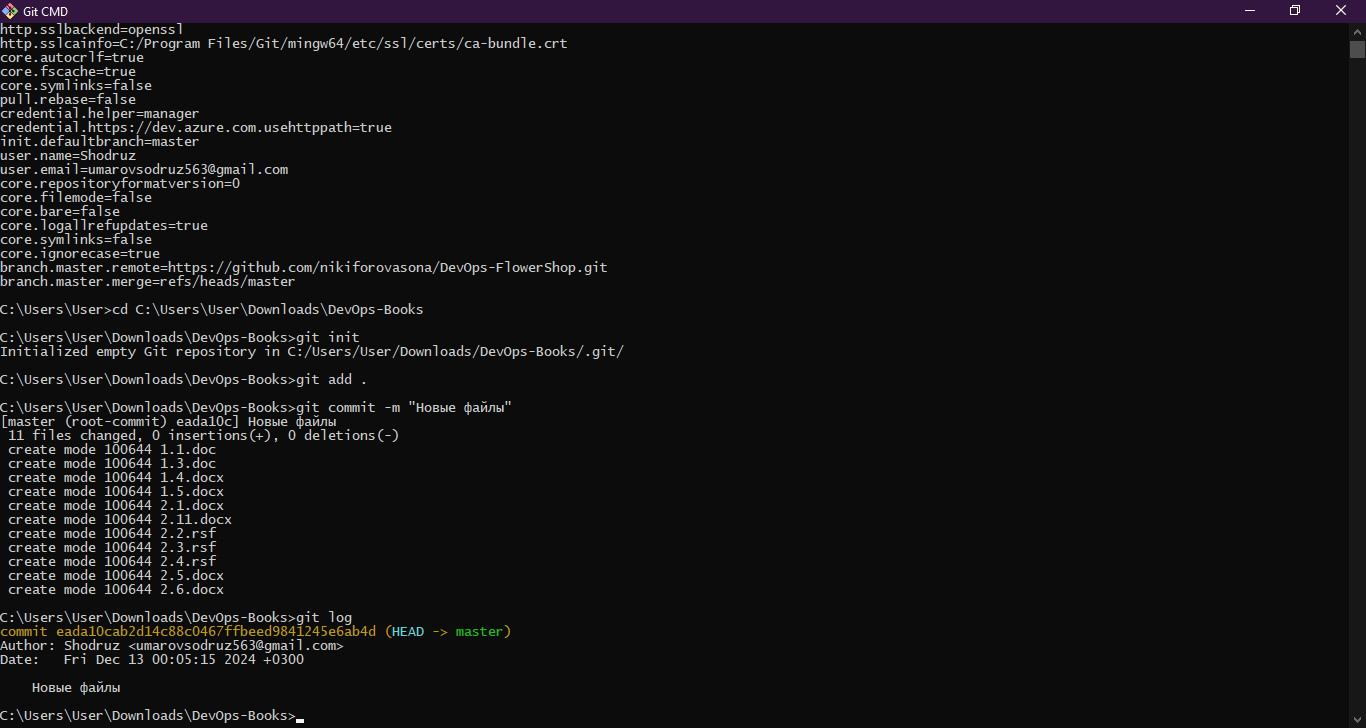 Git CMD
http.sslbackend=openssl
http.sslcainfo=C:/Program Files/Git/mingw64/etc/ssl/certs/ca-bundle.crt
core.autocrlf=true
core.fscache=true
core.symlinks=false
pull.rebase=false
credential.helper=manager
credential.https://dev.azure.com.usehttppath=true
init.defaultbranch=master
user.name=Shodruz
user.email=umarovsodruz563@gmail.com
core.repositoryformatversion=0
core.filemode=false
core.bare=false
core.logallrefupdates=true
core.symlinks=false
core.ignorecase=true
branch.master.remote=https://github.com/nikiforovasona/DevOps-FlowerShop.git
branch.master.merge=refs/heads/master
C:\Users\User>cd C:\Users\User\Downloads\DevOps-Books
C:\Users\User\Downloads\DevOps-Books>git init
Initialized empty Git repository in C:/Users/User/Downloads/DevOps-Books/.git/
C:\Users\User\Downloads\DevOps-Books>git add .
C:\Users\User\Downloads\DevOps-Books>git commit -m "Новые файлы"
[master (root-commit) eada10c] Новые файлы
 11 files changed, 0 insertions(+), 0 deletions(-)
 create mode 100644 1.1.doc
 create mode 100644 1.3.doc
 create mode 100644 1.4.docx
 create mode 100644 1.5.docx
 create mode 100644 2.1.docx
 create mode 100644 2.11.docx
 create mode 100644 2.2.rsf
 create mode 100644 2.3.rsf
 create mode 100644 2.4.rsf
 create mode 100644 2.5.docx
 create mode 100644 2.6.docx
C:\Users\User\Downloads\DevOps-Books>git log
commit eada10cab2d14c88c0467ffbeed9841245e6ab4d (HEAD -> master)
Author: Shodruz <umarovsodruz563@gmail.com>
Date:   Fri Dec 13 00:05:15 2024 +0300
    Новые файлы
C:\Users\User\Downloads\DevOps-Books>